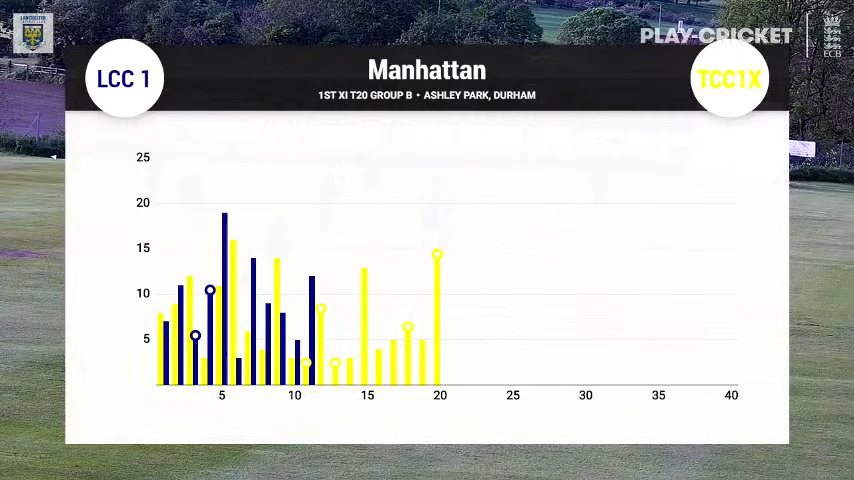 PLAY-CRICKET
ECB
LCC 1
Manhattan
TCC1X
1ST XI T20 GROUP B • ASHLEY PARK, DURHAM
25
20
15
10
5
5 10 15 20 25 30 35 40